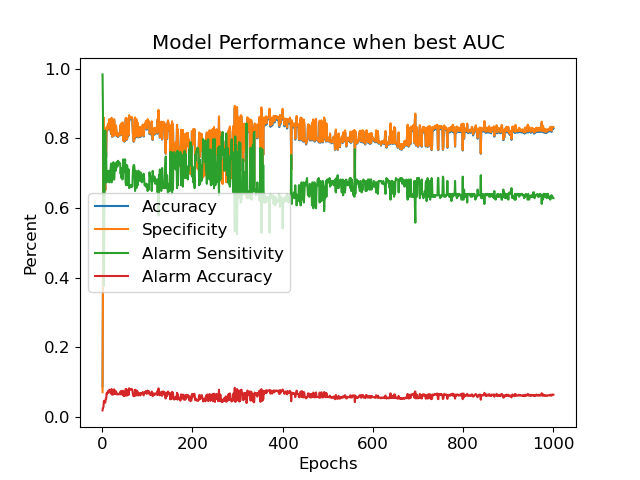 Model Performance when best AUC
1.0
0.8
0.6
0.4
0.2
0.0
Percent
Accuracy
Specificity
Alarm Sensitivity
Alarm Accuracy
0 200 400 600 800 1000
Epochs